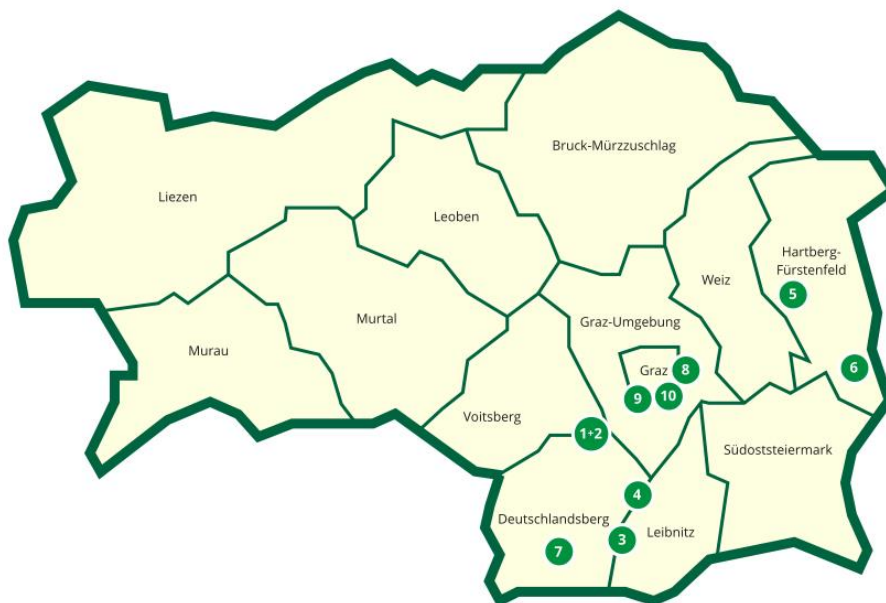 Bruck-Mürzzuschlag
Liezen
Leoben
Hartberg-
Fürstenfeld
Weiz
5
Murtal
Graz-Umgebung
Murau
Graz
8
6
9
10
Voitsberg
1+2
Südoststeiermark
4
Deutschlandsberg
3
Leibnitz
7